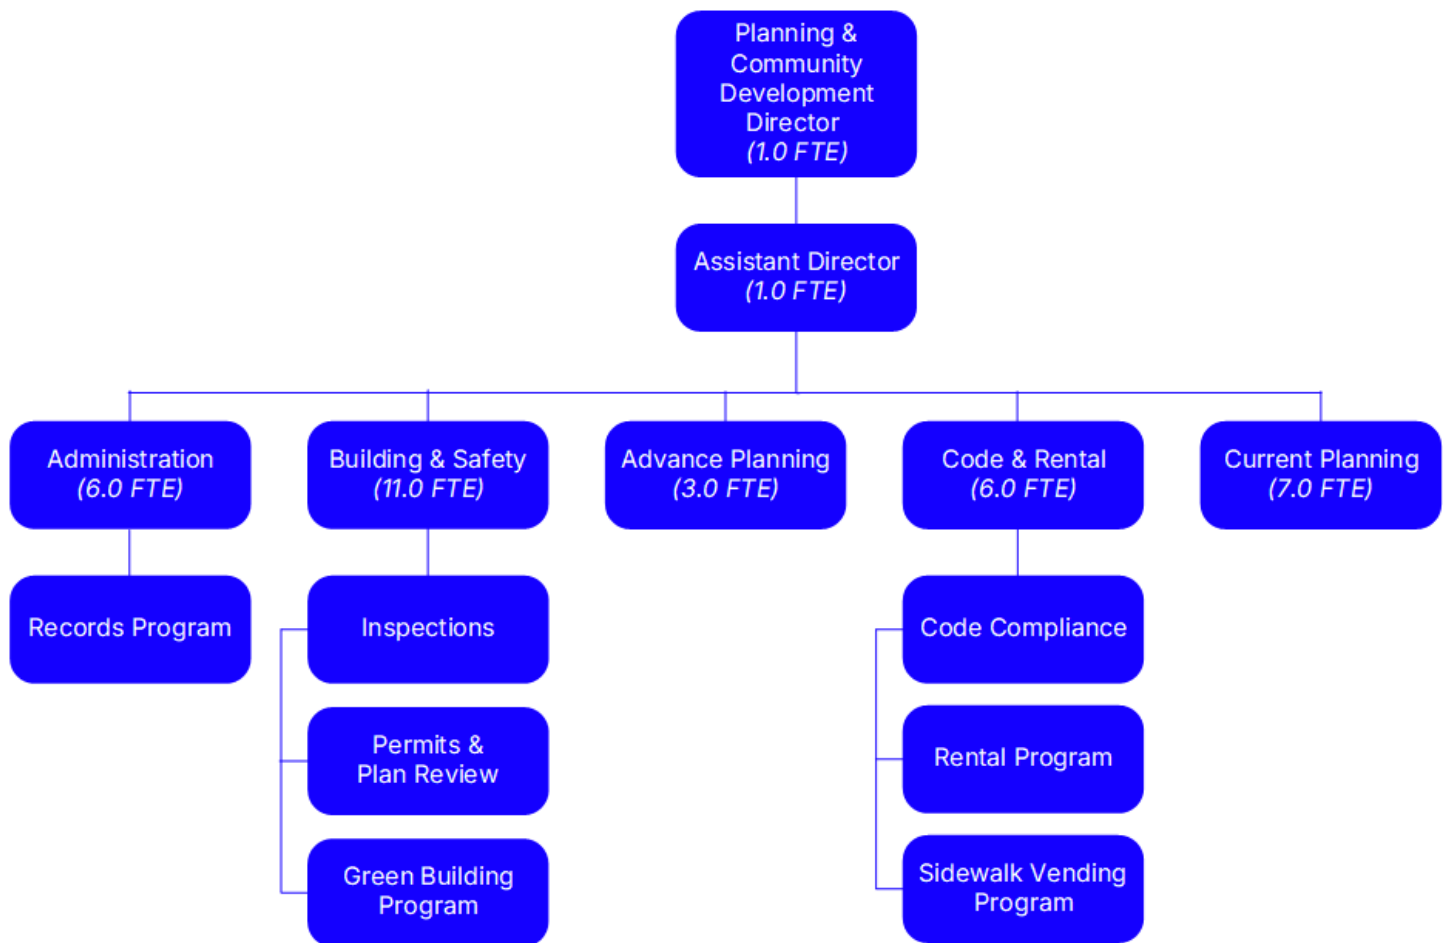 Planning &
Community
Development
Director
(1.0 FTE)
Assistant Director
(1.0 FTE)
Administration
(6.0 FTE)
Building & Safety
(11.0 FTE)
Advance Planning
(3.0 FTE)
Code & Rental
(6.0 FTE)
Current Planning
(7.0 FTE)
Records Program
Inspections
Code Compliance
Permits &
Plan Review
Rental Program
Green Building
Program
Sidewalk Vending
Program